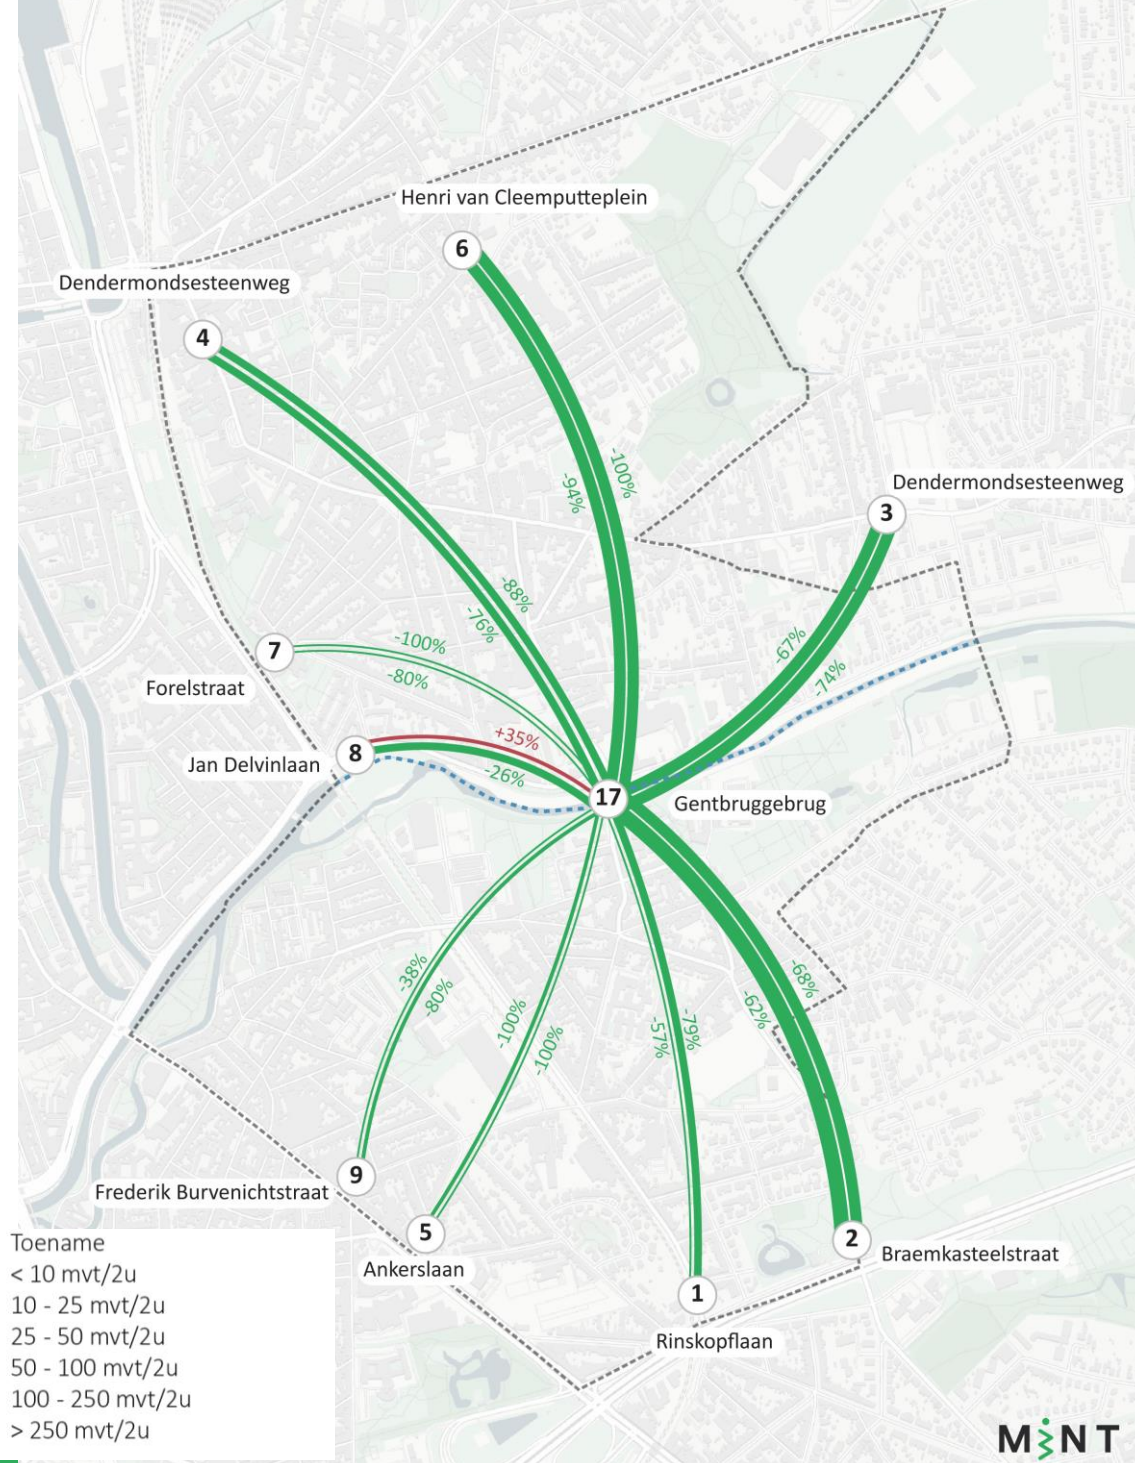 Henri van Cleemputteplein
6
Dendermondsesteenweg
4
-100%
-94%
Dendermondsesteenweg
3
-88%
-76%
-67%
-74%
-100%
7
-80%
Forelstraat
+35%
8
Jan Delvinlaan
-26%
17
Gentbruggebrug
-38%
-80%
-68%
-62%
-100%
-100%
-79%
-57%
9
Frederik Burvenichtstraat
5
Ankerslaan
2
Braemkasteelstraat
1
Rinskopflaan
Toename
< 10 mvt/2u
10 - 25 mvt/2u
25 - 50 mvt/2u
50 - 100 mvt/2u
100 - 250 mvt/2u
> 250 mvt/2u
MiNT